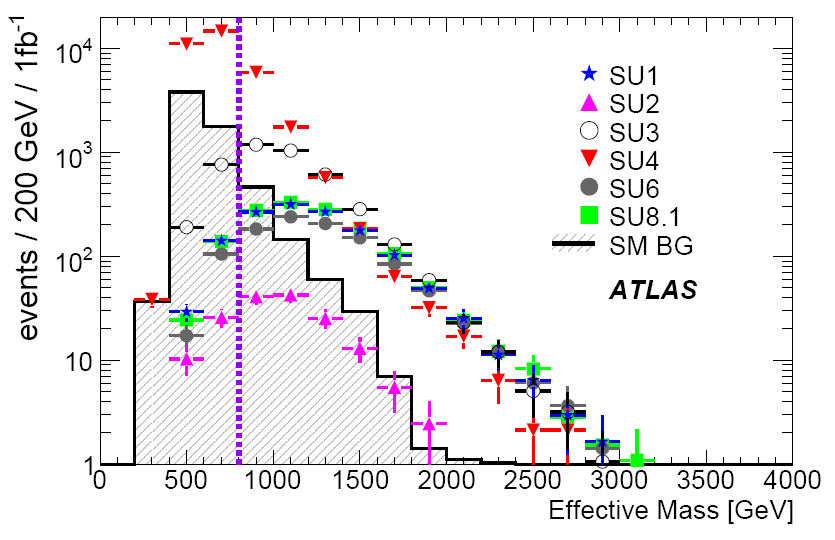 events / 200 GeV / 1fb-1
10⁴
10³
10²
10
1
SU1
SU2
SU3
SU4
SU6
SU8.1
SM BG
ATLAS
0 500 1000 1500 2000 2500 3000 3500 4000
Effective Mass [GeV]